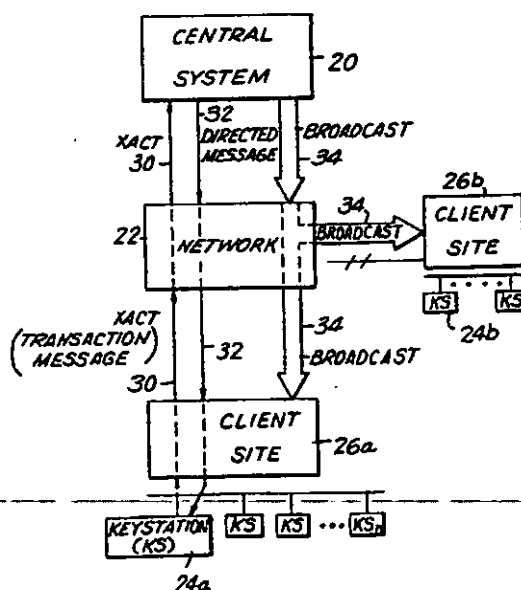 CENTRAL
SYSTEM
20
XACT
30
32
DIRECTED
MESSAGE
BROADCAST
34
26b
22
NETWORK
34
BROADCAST
CLIENT
SITE
KS
KS
24b
XACT
(TRANSACTION
MESSAGE)
30
32
34
BROADCAST
CLIENT
SITE
26a
KEYSTATION
(KS)
KS
KS
KSn
24a